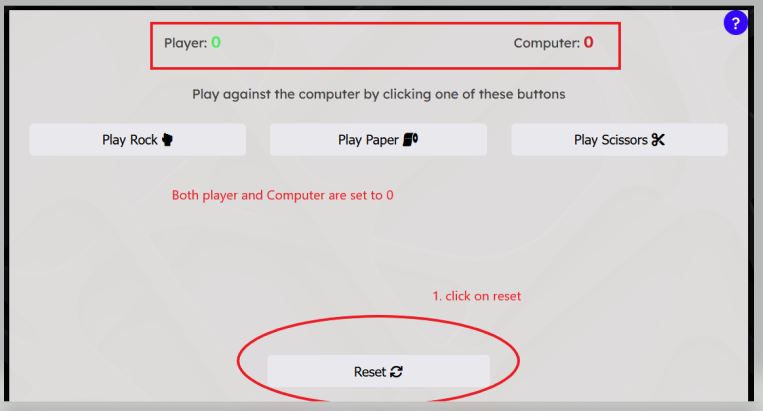 ?
Player: 0 Computer: 0
Play against the computer by clicking one of these buttons
Play Rock Play Paper Play Scissors
Both player and Computer are set to 0
1. click on reset
Reset